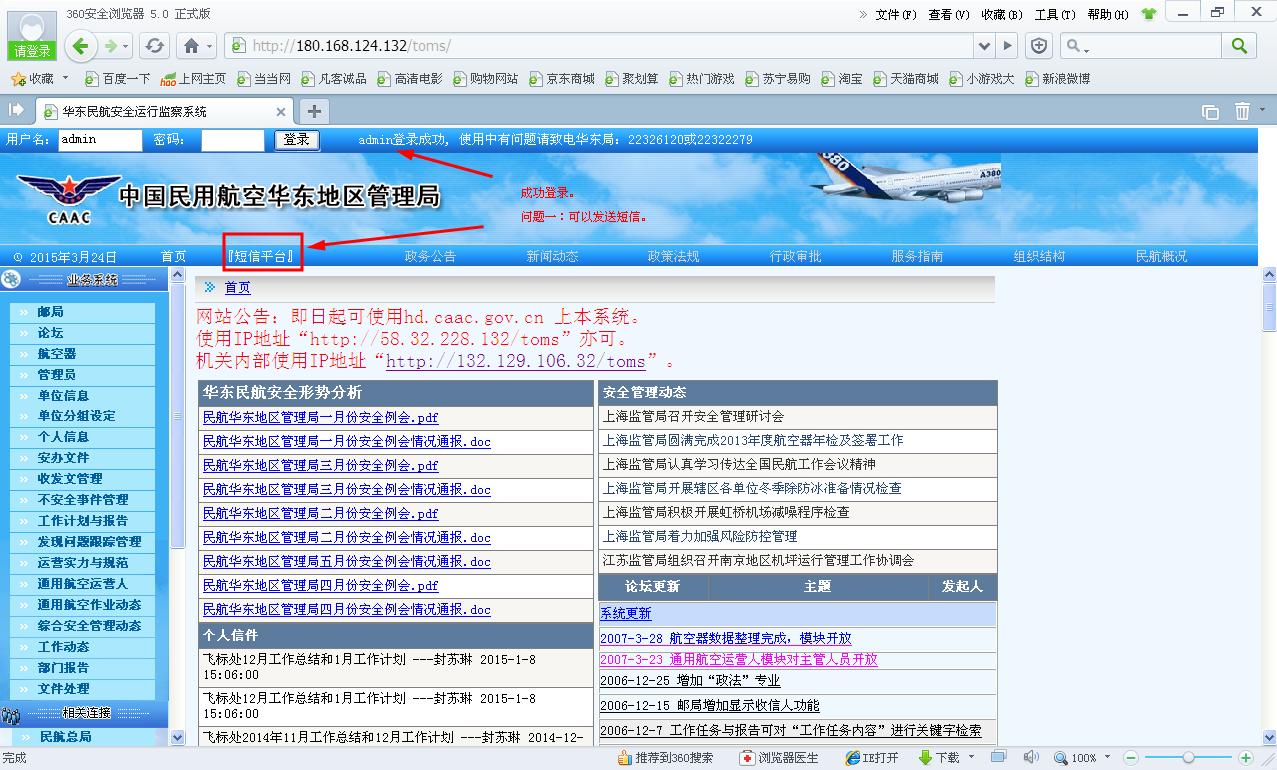 360安全浏览器 5.0 正式版
» 文件(F) 查看(V) 收藏(B) 工具(T) 帮助(H)
请登录
http://180.168.124.132/toms/
收藏 百度一下 hao 上网主页 当当网 凡客诚品 高清电影 购物网站 京东商城 聚划算 热门游戏 苏宁易购 淘宝 天猫商城 小游戏大 新浪微博
华东民航安全运行监察系统
用户名: admin 密码: 登录 admin登录成功, 使用中有问题请致电华东局: 22326120或22322279
CAAC
中国民用航空华东地区管理局
380
A380
成功登录。
问题一:可以发送短信。
2015年3月24日 首页 『短信平台』 政务公告 新闻动态 政策法规 行政审批 服务指南 组织结构 民航概况
业务系统
邮局
论坛
航空器
管理员
单位信息
单位分组设定
个人信息
安办文件
收发文管理
不安全事件管理
工作计划与报告
发现问题跟踪管理
运营实力与规范
通用航空运营人
通用航空作业动态
综合安全管理动态
工作动态
部门报告
文件处理
相关连接
民航总局
首页
网站公告:即日起可使用hd.caac.gov.cn 上本系统。
使用IP地址“http://58.32.228.132/toms”亦可。
机关内部使用IP地址“http://132.129.106.32/toms”。
华东民航安全形势分析
民航华东地区管理局一月份安全例会.pdf
民航华东地区管理局一月份安全例会情况通报.doc
民航华东地区管理局三月份安全例会.pdf
民航华东地区管理局三月份安全例会情况通报.doc
民航华东地区管理局二月份安全例会.pdf
民航华东地区管理局二月份安全例会情况通报.doc
民航华东地区管理局五月份安全例会情况通报.doc
民航华东地区管理局四月份安全例会.pdf
民航华东地区管理局四月份安全例会情况通报.doc
个人信件
飞标处12月工作总结和1月工作计划 ---封苏琳 2015-1-8
15:06:00
飞标处12月工作总结和1月工作计划 ---封苏琳 2015-1-8
15:06:00
飞标处2014年11月工作总结和12月工作计划 ---封苏琳 2014-12-
安全管理动态
上海监管局召开安全管理研讨会
上海监管局圆满完成2013年度航空器年检及签署工作
上海监管局认真学习传达全国民航工作会议精神
上海监管局开展辖区各单位冬季除防冰准备情况检查
上海监管局积极开展虹桥机场减噪程序检查
上海监管局着力加强风险防控管理
江苏监管局组织召开南京地区机坪运行管理工作协调会
论坛更新 主题 发起人
系统更新
2007-3-28 航空器数据整理完成,模块开放
2007-3-23 通用航空运营人模块对主管人员开放
2006-12-25 增加“政法”专业
2006-12-15 邮局增加显示收信人功能
2006-12-7 工作任务与报告可对“工作任务内容”进行关键字检索
完成 推荐到360搜索 浏览器医生 IE打开 下载 100%